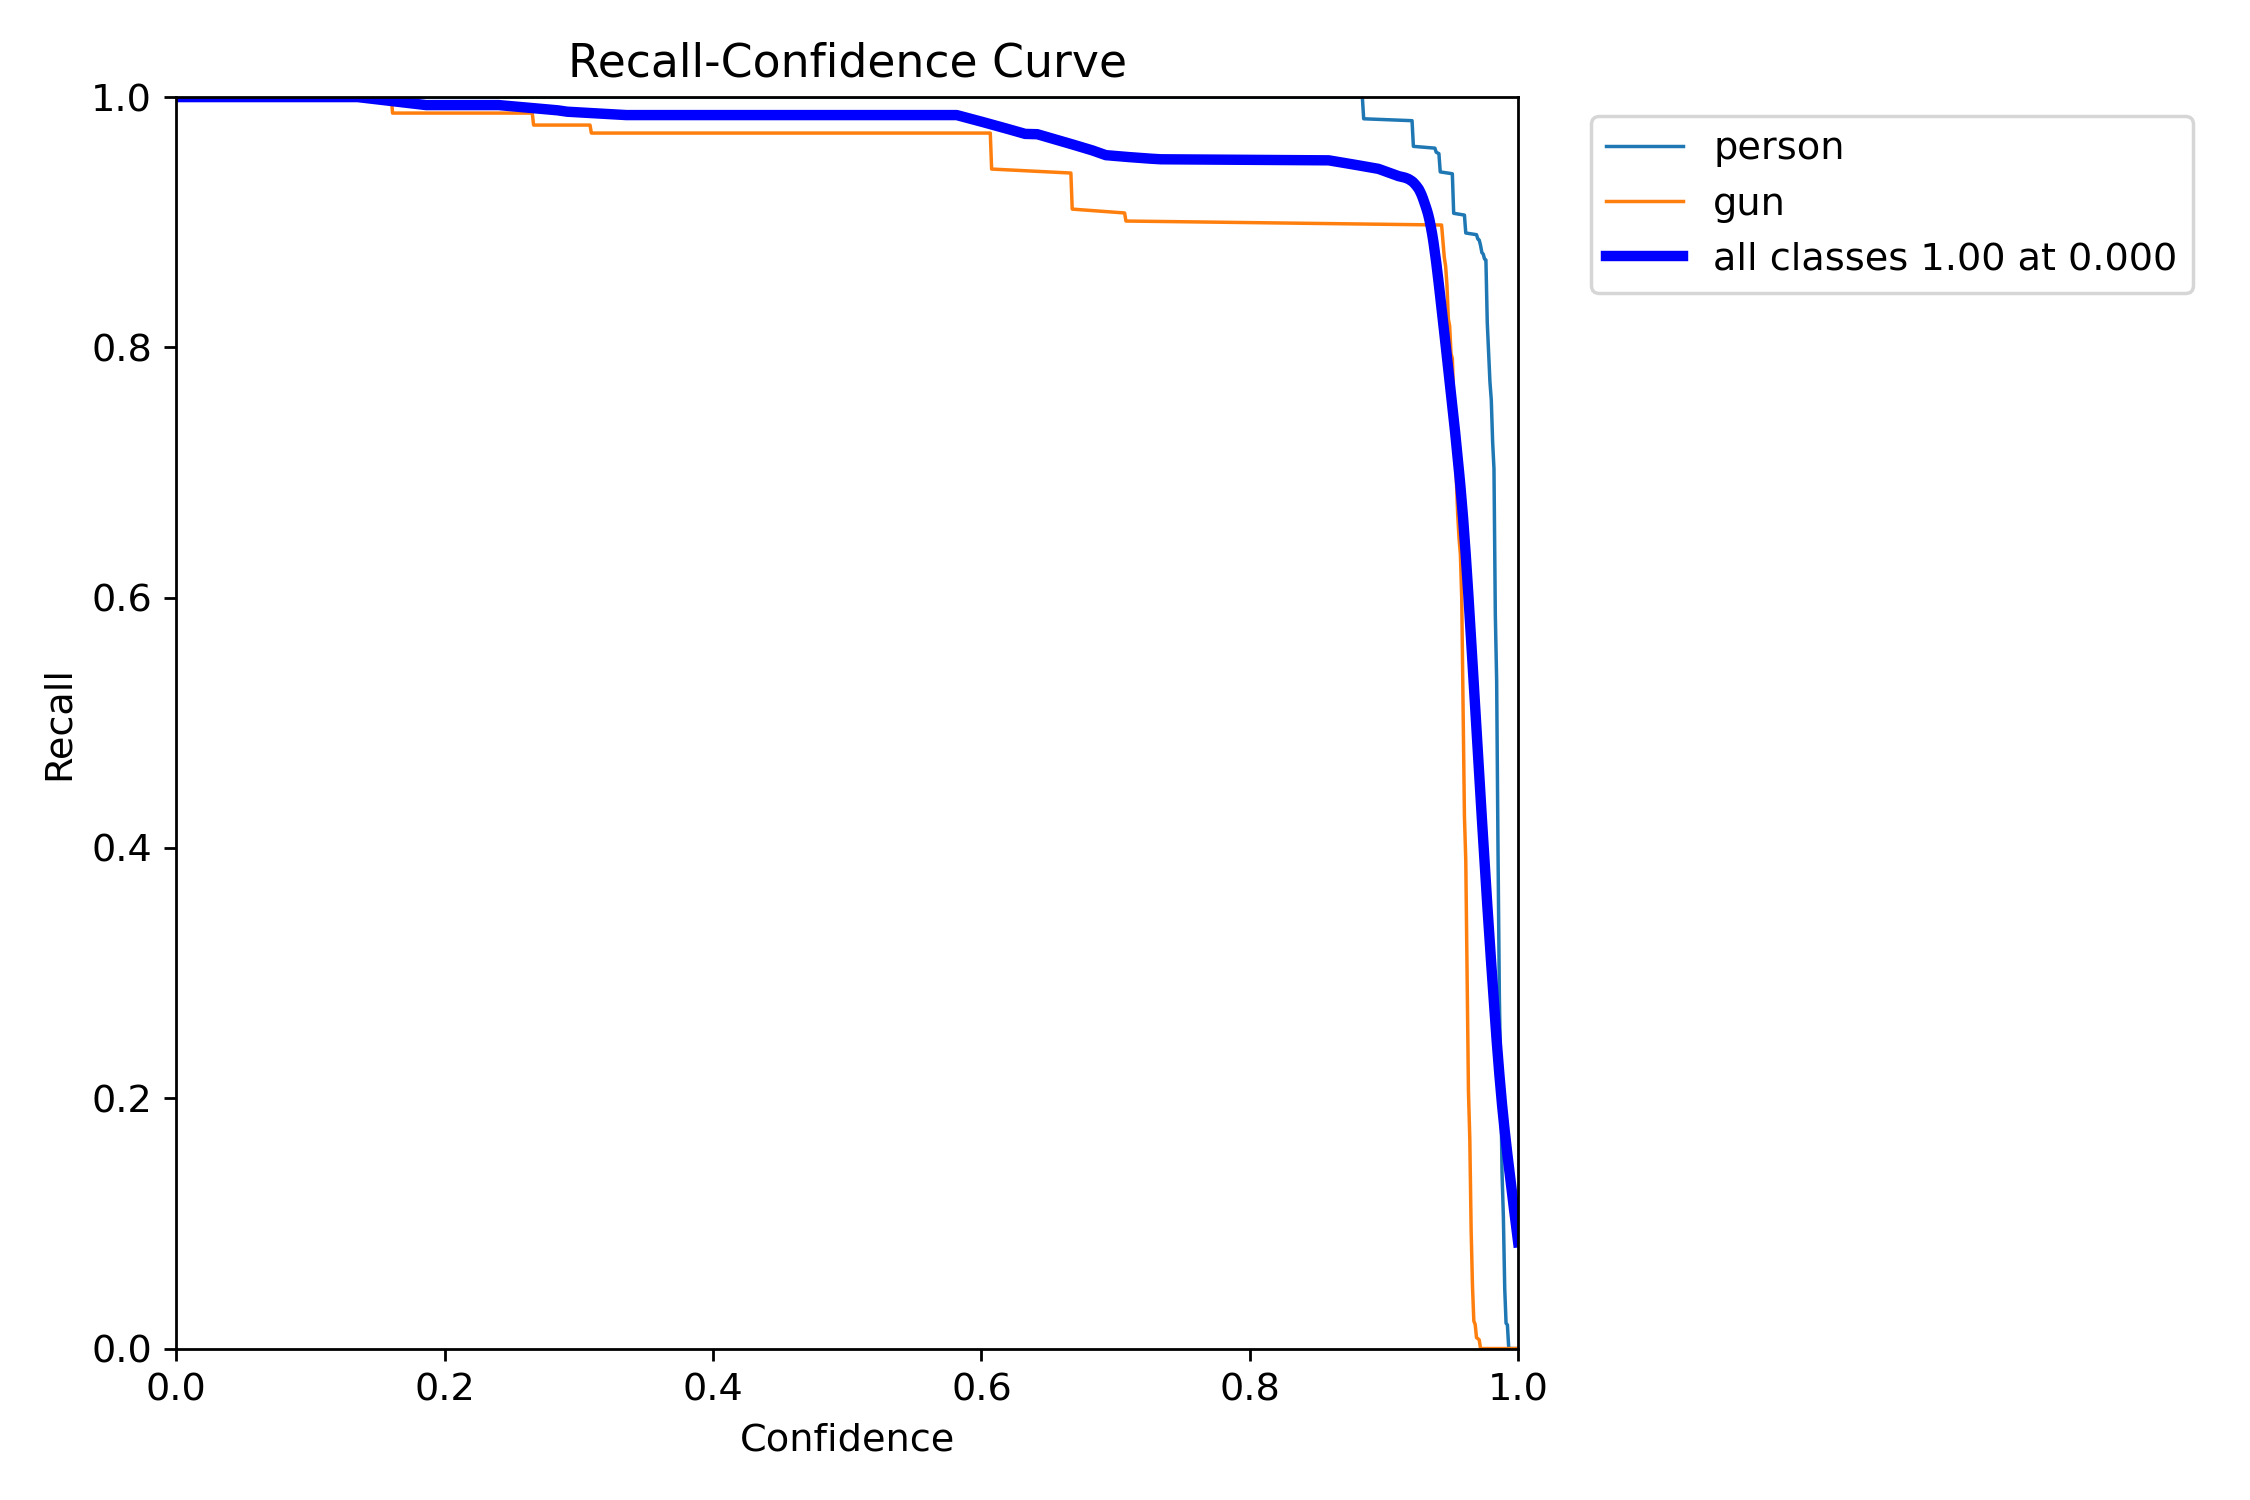 Recall-Confidence Curve
1.0
0.8
0.6
0.4
0.2
0.0
Recall
0.0 0.2 0.4 0.6 0.8 1.0
Confidence
person
gun
all classes 1.00 at 0.000